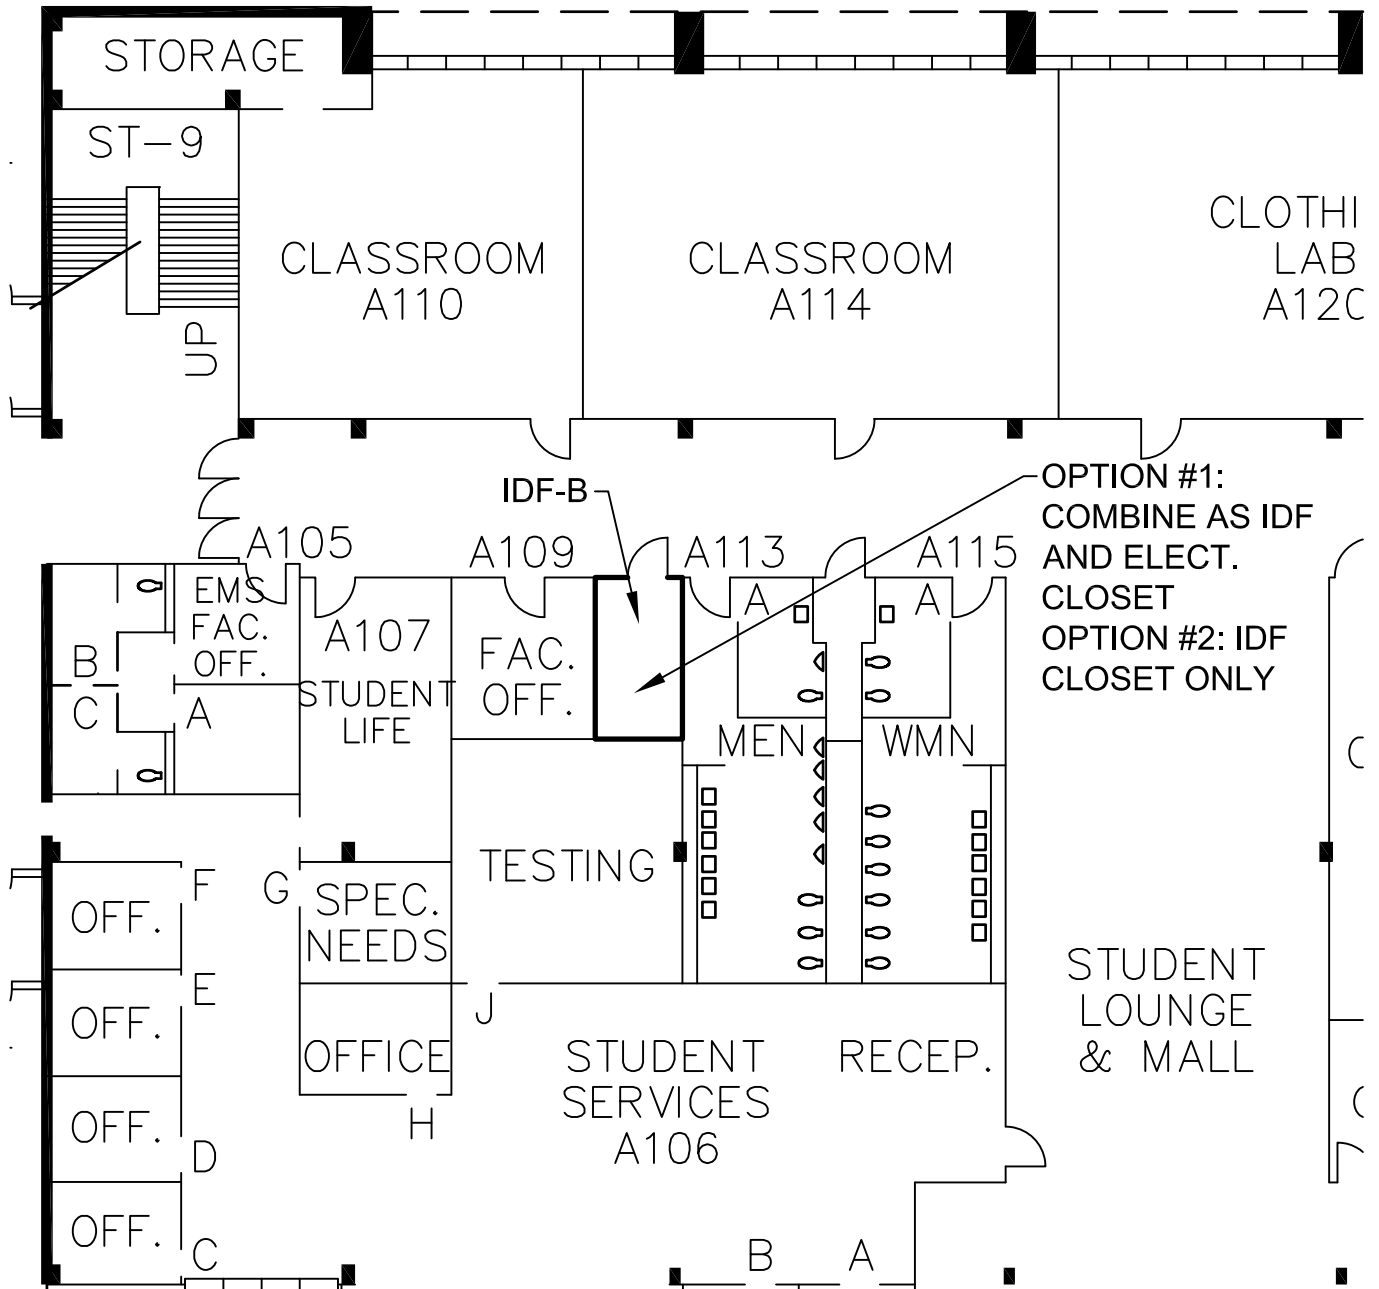 STORAGE
ST-9
UP
CLASSROOM
A110
CLASSROOM
A114
CLOTHI
LAB
A120
IDF-B
OPTION #1:
COMBINE AS IDF
AND ELECT.
CLOSET
OPTION #2: IDF
CLOSET ONLY
A105
A109
A113
A115
EMS
FAC.
OFF.
A107
STUDENT
LIFE
FAC.
OFF.
A
A
B
C
A
MEN
WMN
TESTING
F
G
SPEC.
NEEDS
OFF.
E
OFF.
J
OFFICE
H
STUDENT
SERVICES
A106
RECEP.
STUDENT
LOUNGE
& MALL
OFF.
D
OFF.
C
B
A